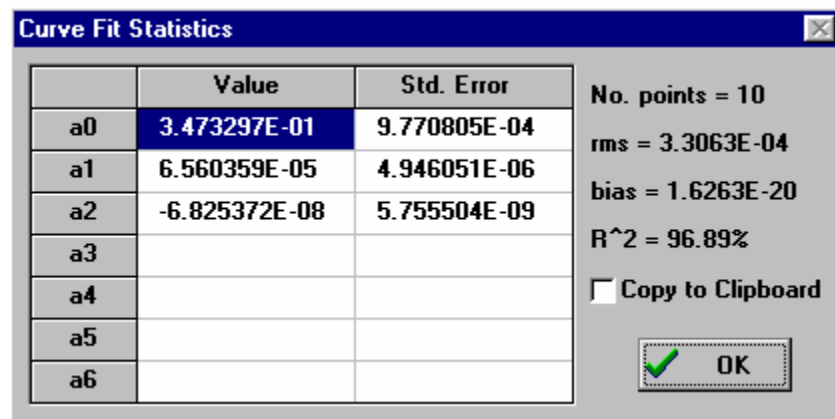 Curve Fit Statistics
Value Std. Error
a0 3.473297E-01 9.770805E-04
a1 6.560359E-05 4.946051E-06
a2 -6.825372E-08 5.755504E-09
a3
a4
a5
a6
No. points = 10
rms = 3.3063E-04
bias = 1.6263E-20
R^2 = 96.89%
Copy to Clipboard
OK